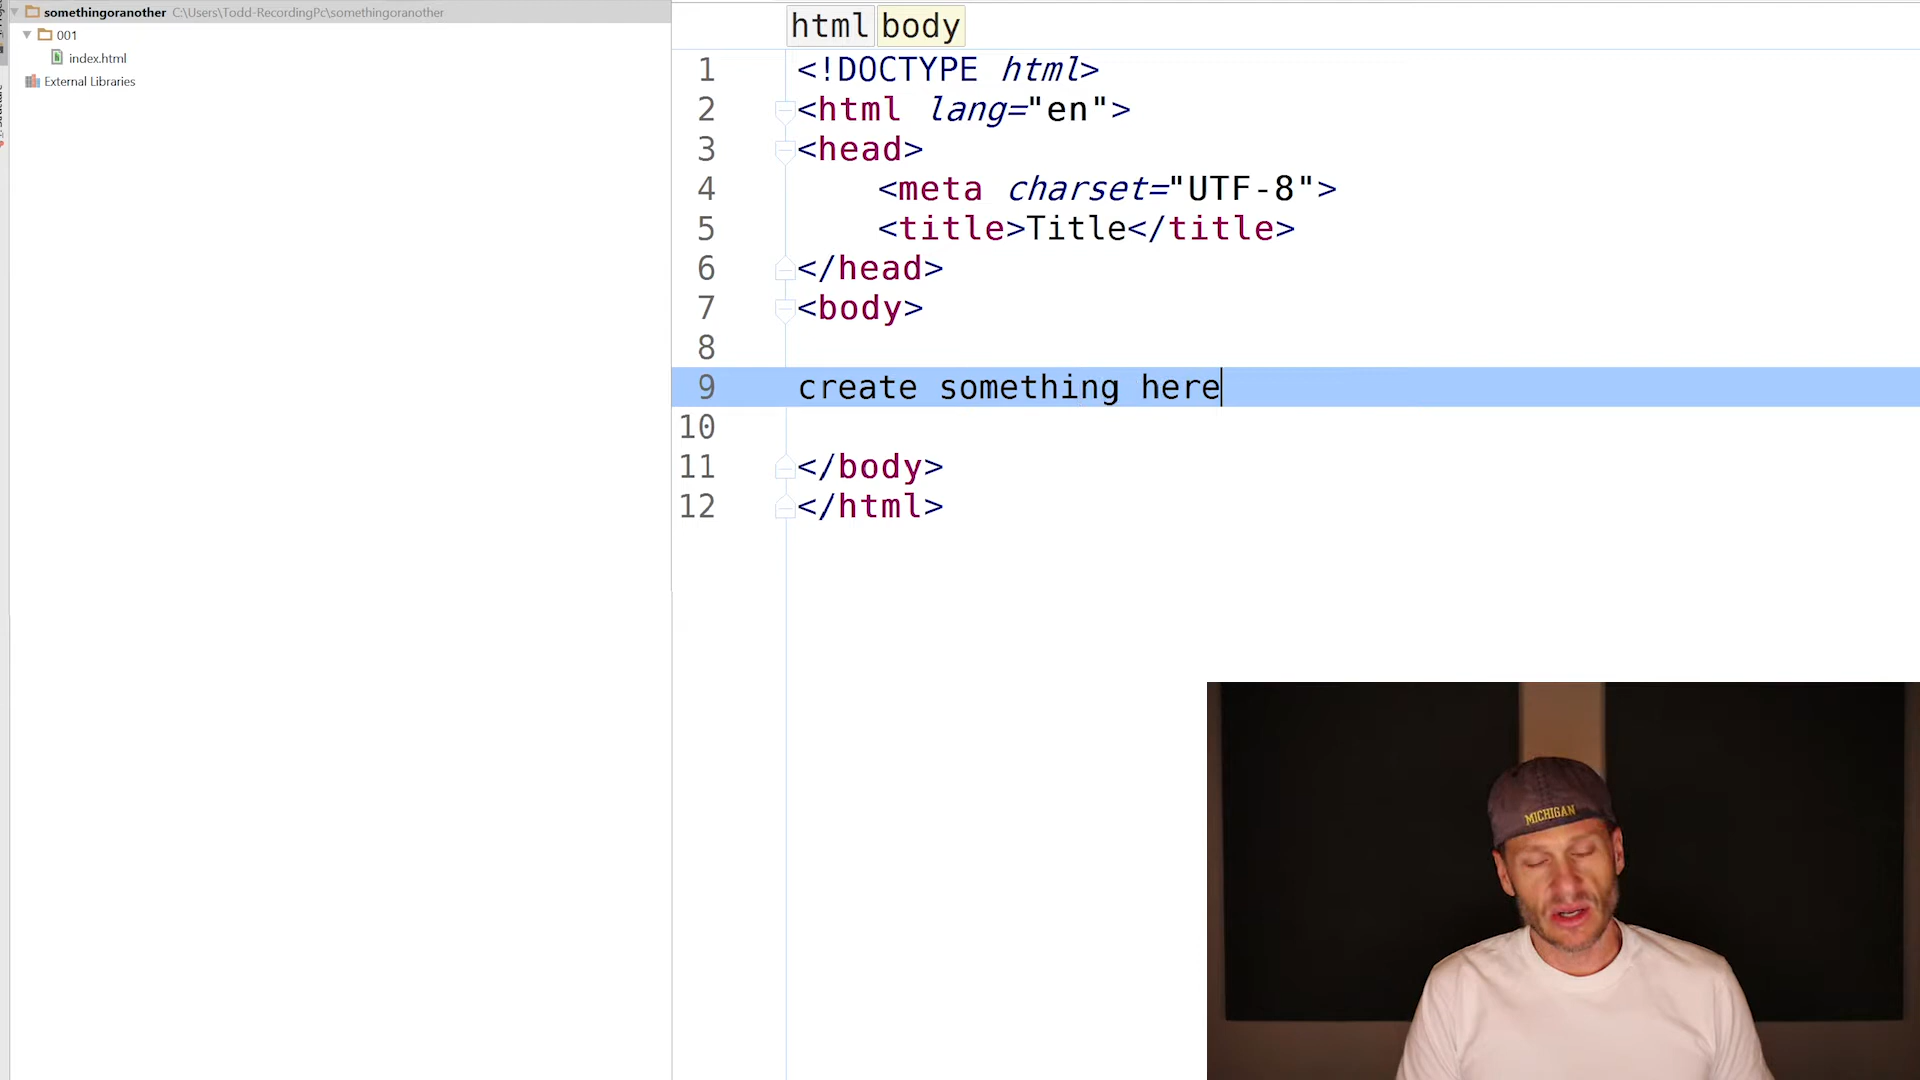 somethingoranother C:\Users\Todd-RecordingPc\somethingoranother
001
index.html
External Libraries
html body
1 <!DOCTYPE html>
2 <html lang="en">
3 <head>
4 <meta charset="UTF-8">
5 <title>Title</title>
6 </head>
7 <body>
8
9 create something here
10
11 </body>
12 </html>
MICHIGAN